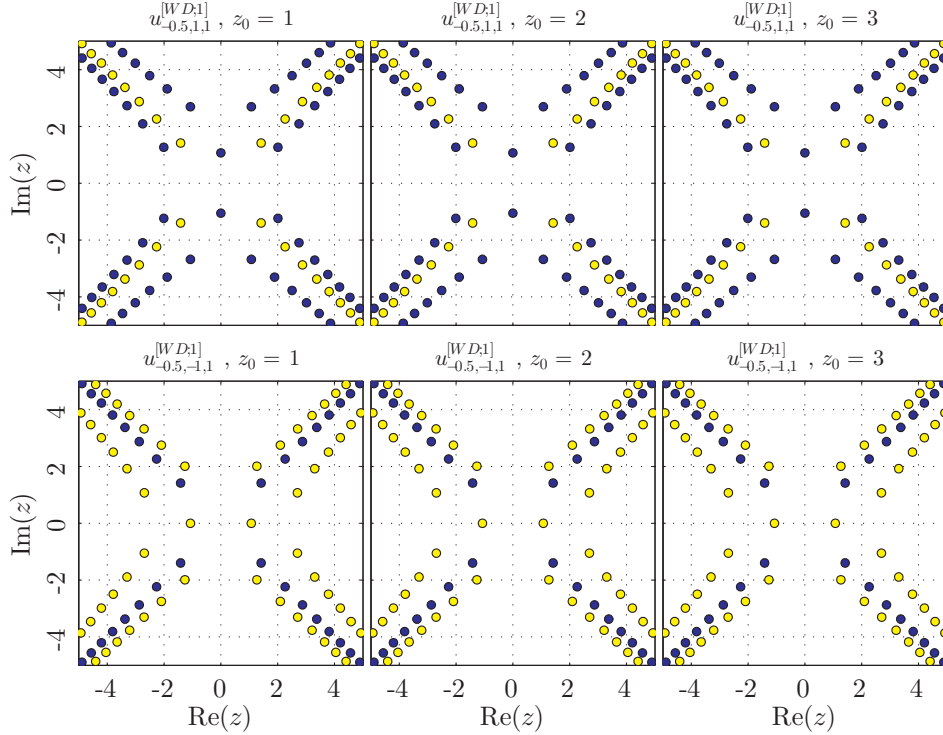 u^{[WD;1]}_{-0.5,1,1} , z_0 = 1
u^{[WD;1]}_{-0.5,1,1} , z_0 = 2
u^{[WD;1]}_{-0.5,1,1} , z_0 = 3
Im(z)
4
2
0
-2
-4
u^{[WD;1]}_{-0.5,-1,1} , z_0 = 1
u^{[WD;1]}_{-0.5,-1,1} , z_0 = 2
u^{[WD;1]}_{-0.5,-1,1} , z_0 = 3
Im(z)
4
2
0
-2
-4
-4 -2 0 2 4
-4 -2 0 2 4
-4 -2 0 2 4
Re(z)
Re(z)
Re(z)